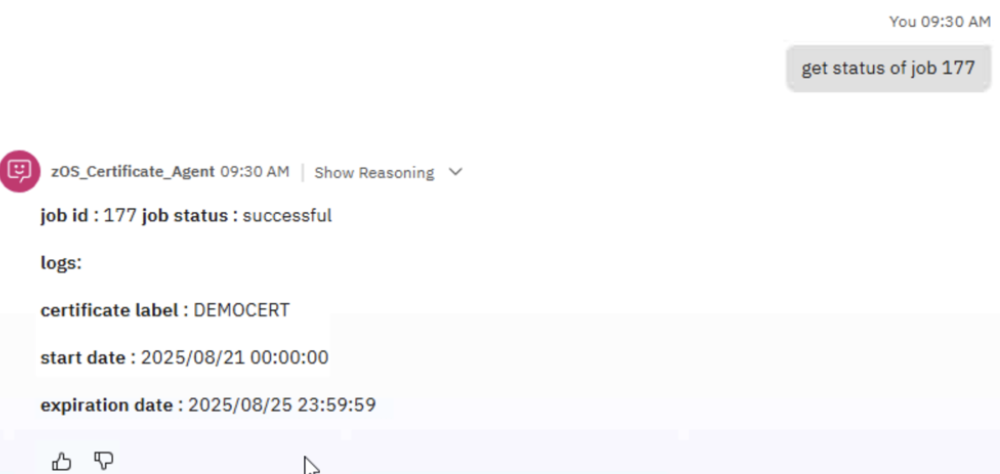 You 09:30 AM
get status of job 177
zOS_Certificate_Agent 09:30 AM Show Reasoning
job id : 177 job status : successful
logs:
certificate label : DEMOCERT
start date : 2025/08/21 00:00:00
expiration date : 2025/08/25 23:59:59